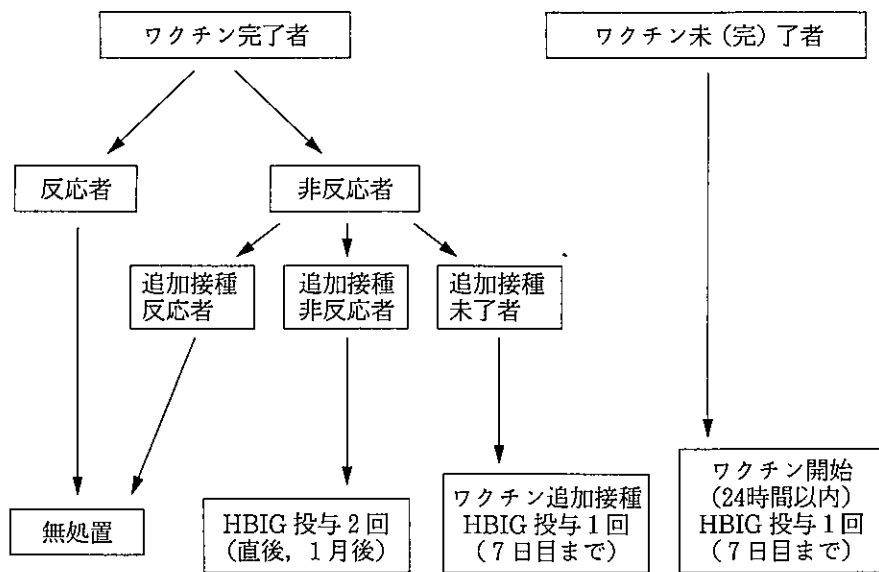 ワクチン完了者
ワクチン未(完)了者
反応者
非反応者
追加接種
反応者
追加接種
非反応者
追加接種
未了者
無処置
HBIG 投与2回
(直後, 1月後)
ワクチン追加接種
HBIG 投与1回
(7日目まで)
ワクチン開始
(24時間以内)
HBIG 投与1回
(7日目まで)